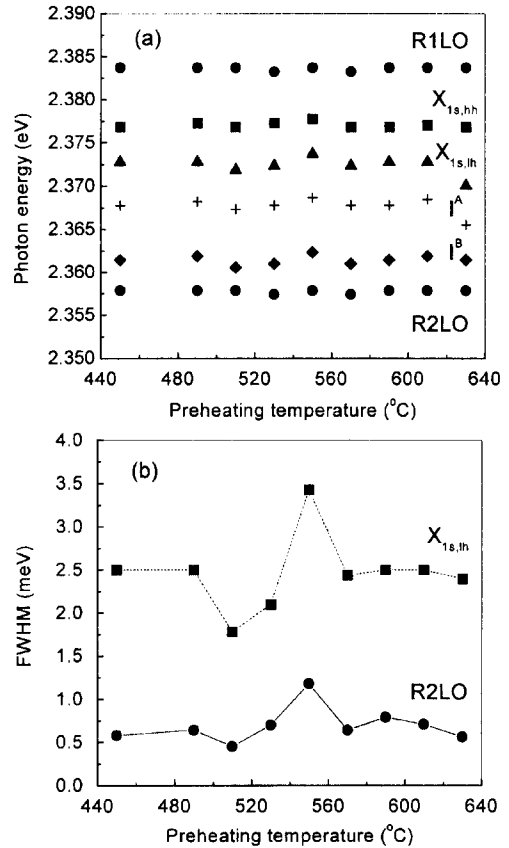 (a)
R1LO
X1s,hh
X1s,lh
I^A
I^B
R2LO
Photon energy (eV)
2.390
2.385
2.380
2.375
2.370
2.365
2.360
2.355
2.350
440 480 520 560 600 640
Preheating temperature (°C)
(b)
X1s,lh
R2LO
FWHM (meV)
4.0
3.5
3.0
2.5
2.0
1.5
1.0
0.5
0.0
440 480 520 560 600 640
Preheating temperature (°C)